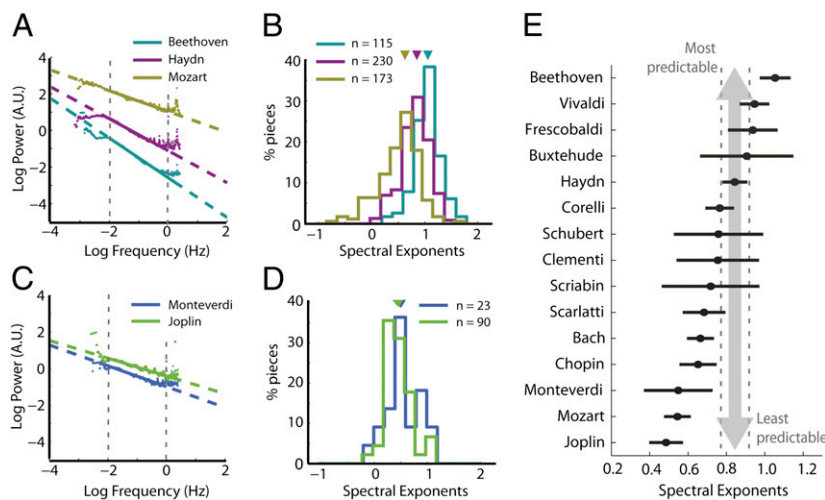 A
Beethoven
Haydn
Mozart
4
2
0
-2
-4
Log Power (A.U.)
-4 -2 0 2
Log Frequency (Hz)
B
n = 115
n = 230
n = 173
40
30
20
10
0
% pieces
-1 0 1 2
Spectral Exponents
C
Monteverdi
Joplin
4
2
0
-2
-4
Log Power (A.U.)
-4 -2 0 2
Log Frequency (Hz)
D
n = 23
n = 90
40
30
20
10
0
% pieces
-1 0 1 2
Spectral Exponents
E
Most
predictable
Beethoven
Vivaldi
Frescobaldi
Buxtehude
Haydn
Corelli
Schubert
Clementi
Scriabin
Scarlatti
Bach
Chopin
Monteverdi
Mozart
Joplin
Least
predictable
0.2 0.4 0.6 0.8 1.0 1.2
Spectral Exponents